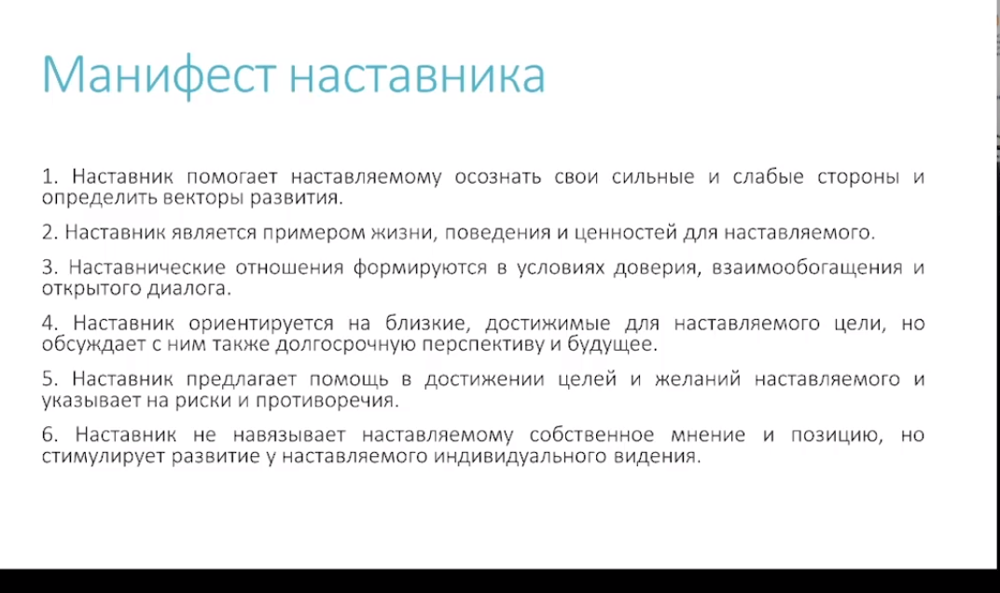 Манифест наставника
1. Наставник помогает наставляемому осознать свои сильные и слабые стороны и
определить векторы развития.
2. Наставник является примером жизни, поведения и ценностей для наставляемого.
3. Наставнические отношения формируются в условиях доверия, взаимообогащения и
открытого диалога.
4. Наставник ориентируется на близкие, достижимые для наставляемого цели, но
обсуждает с ним также долгосрочную перспективу и будущее.
5. Наставник предлагает помощь в достижении целей и желаний наставляемого и
указывает на риски и противоречия.
6. Наставник не навязывает наставляемому собственное мнение и позицию, но
стимулирует развитие у наставляемого индивидуального видения.